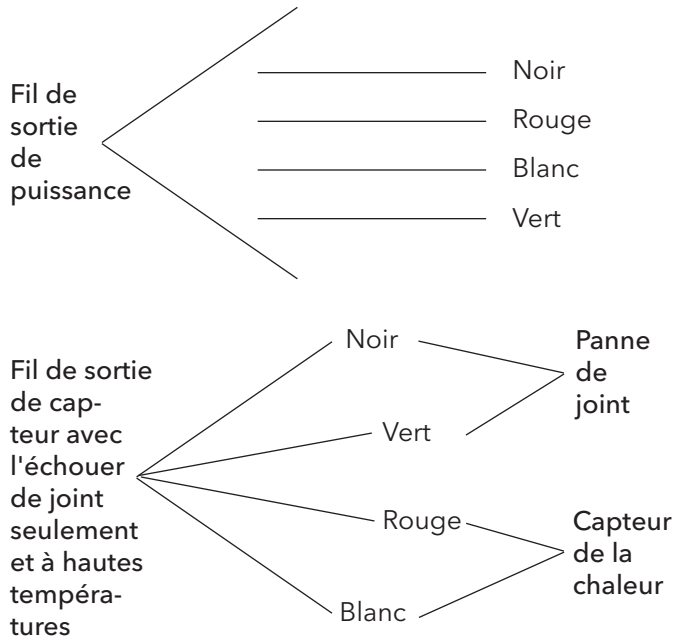 Fil de
sortie
de
puissance
Noir
Rouge
Blanc
Vert
Fil de sortie
de cap-
teur avec
l'échouer
de joint
seulement
et à hautes
tempéra-
tures
Noir
Vert
Rouge
Blanc
Panne
de
joint
Capteur
de la
chaleur